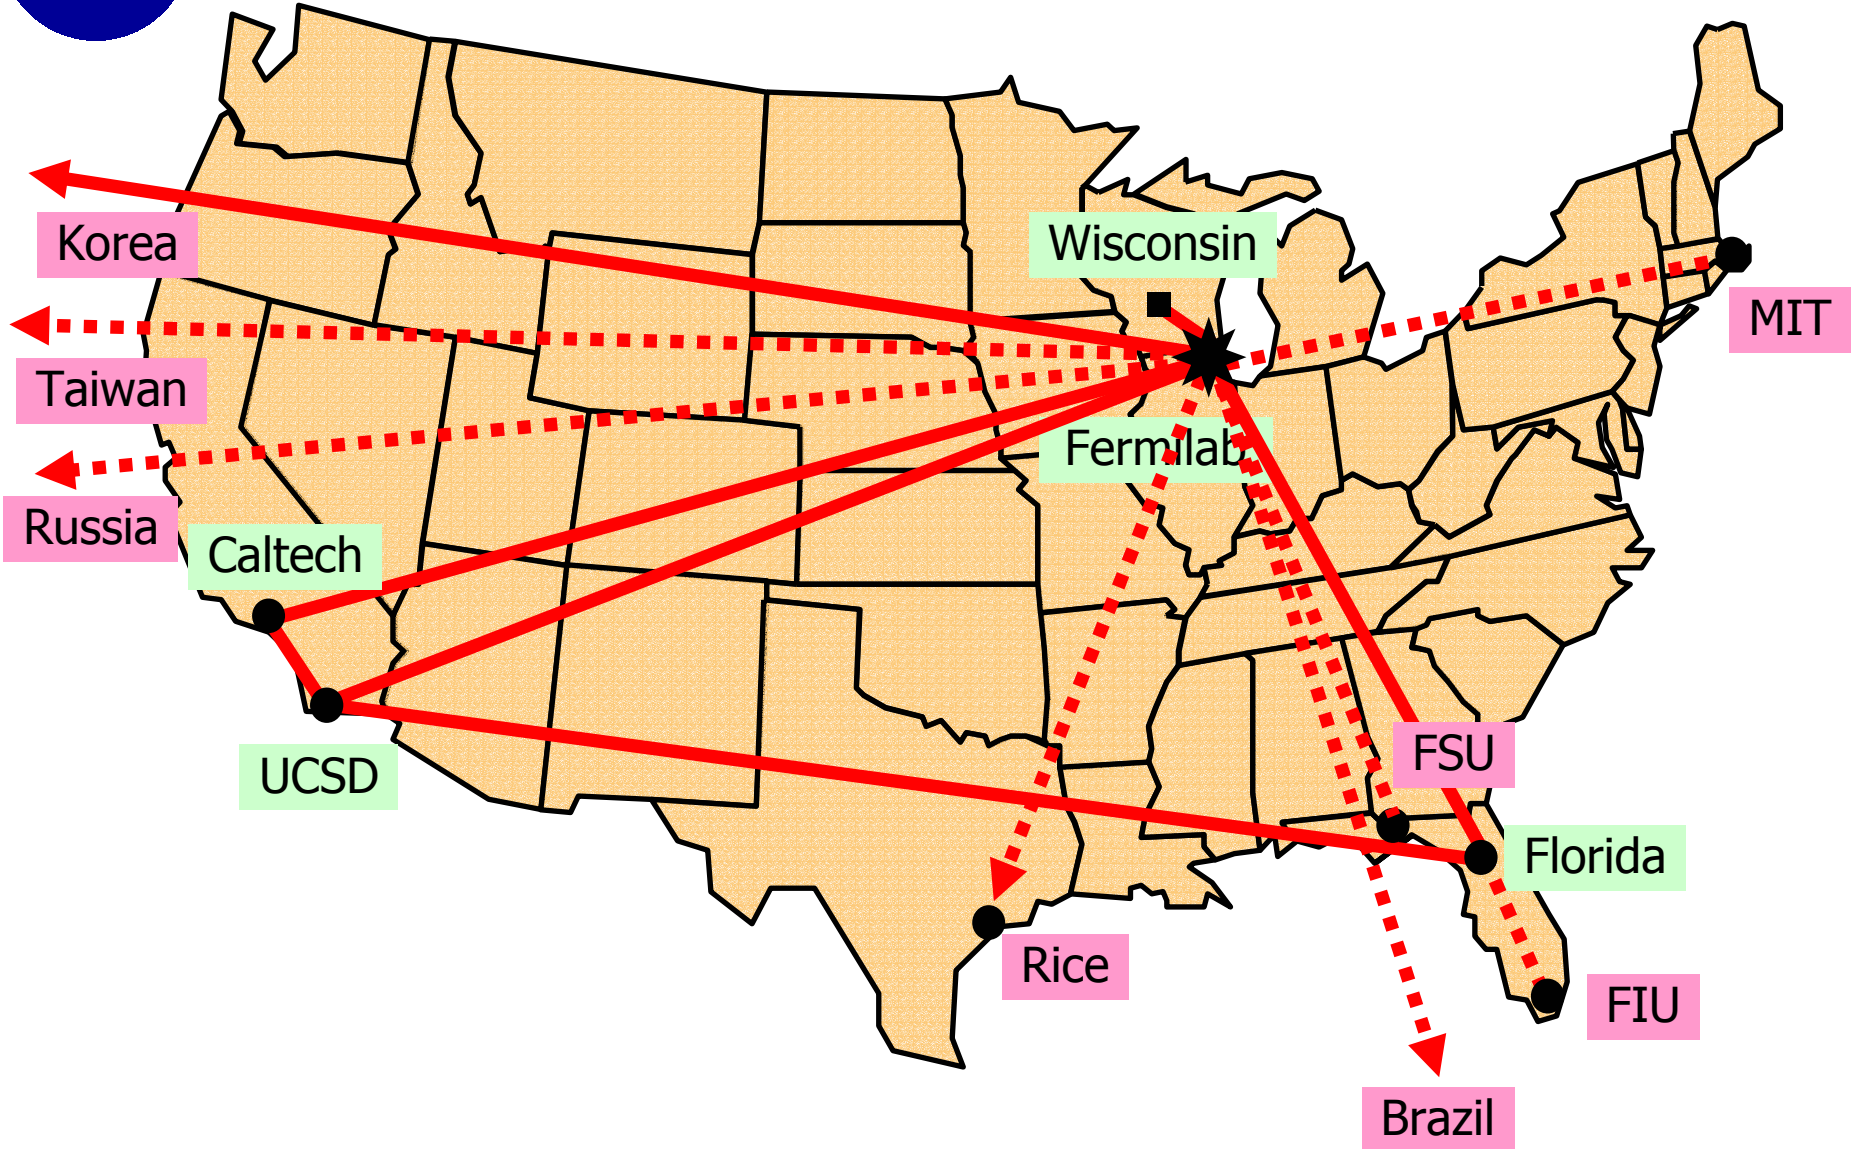 Wisconsin
Korea
MIT
Taiwan
Fermilab
Russia
Caltech
FSU
UCSD
Florida
Rice
FIU
Brazil